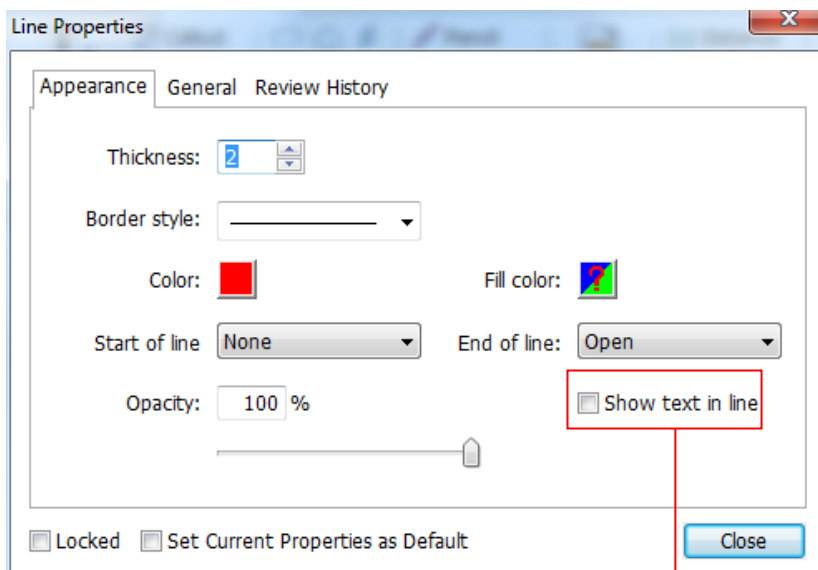 Line Properties
Appearance General Review History
Thickness: 2
Border style:
Color: Fill color: ?
Start of line None End of line: Open
Opacity: 100 % Show text in line
Locked Set Current Properties as Default Close